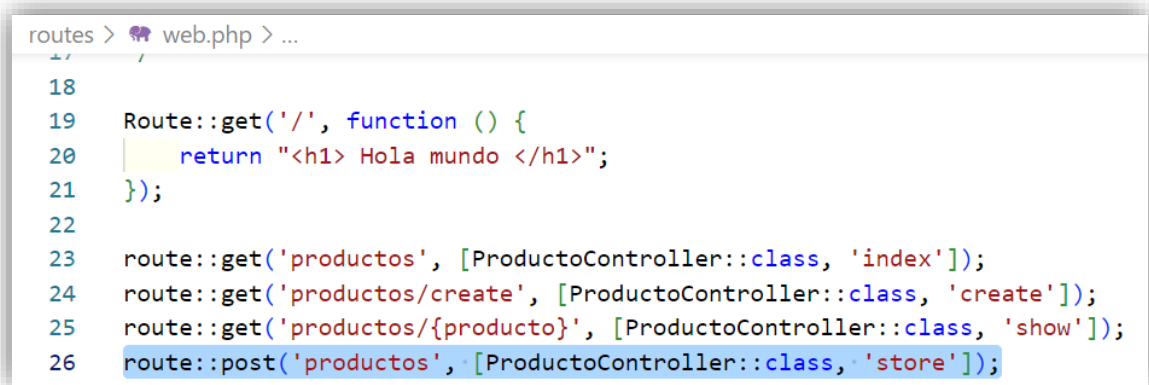 routes > web.php > ...
17 /
18
19 Route::get('/', function () {
20 return "<h1> Hola mundo </h1>";
21 });
22
23 route::get('productos', [ProductoController::class, 'index']);
24 route::get('productos/create', [ProductoController::class, 'create']);
25 route::get('productos/{producto}', [ProductoController::class, 'show']);
26 route::post('productos', [ProductoController::class, 'store']);